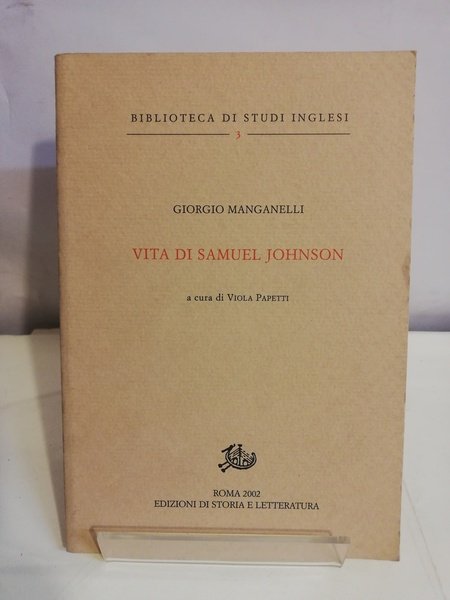 BIBLIOTECA DI STUDI INGLESI
3
GIORGIO MANGANELLI
VITA DI SAMUEL JOHNSON
a cura di VIOLA PAPETTI
ROMA 2002
EDIZIONI DI STORIA E LETTERATURA